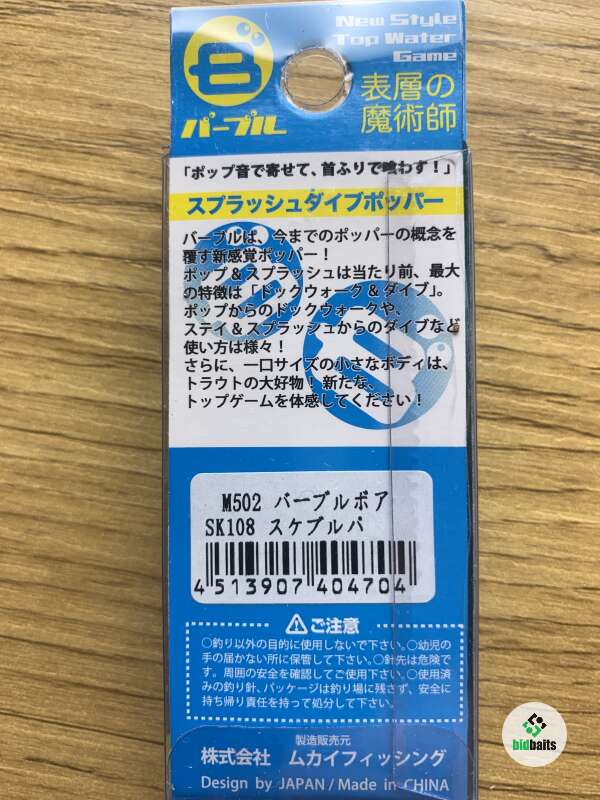 B
New Style
Top Water
Game
バーブル
表層の
魔術師
「ポップ音で寄せて、首ふりで喰わす！」
スプラッシュダイブポッパー
バーブルは、今までのポッパーの概念を
覆す新感覚ポッパー！
ポップ&スプラッシュは当たり前、最大
の特徴は「ドックウォーク&ダイブ」。
ポップからのドックウォークや、
ステイ&スプラッシュからのダイブなど
使い方は様々！
さらに、一口サイズの小さなボディは、
トラウトの大好物！新たな、
トップゲームを体感してください！
M502 バーブルボア
SK108 スケブルパ
4 513907 404704
⚠ご注意
○釣り以外の目的に使用しないで下さい。○幼児の
手の届かない所に保管して下さい。○針先は危険で
す。周囲の安全を確認してご使用下さい。○使用済
みの釣り針、パッケージは釣り場に残さず、安全に
持ち帰り責任を持って処分して下さい。
製造販売元
株式会社 ムカイフィッシング
Design by JAPAN / Made in CHINA
bidbaits